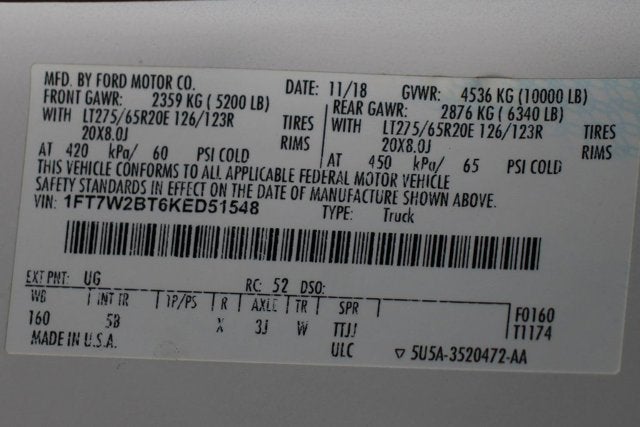 MFD. BY FORD MOTOR CO. DATE: 11/18 GVWR: 4536 KG (10000 LB)
FRONT GAWR: 2359 KG ( 5200 LB) REAR GAWR: 2876 KG ( 6340 LB)
WITH LT275/65R20E 126/123R TIRES WITH LT275/65R20E 126/123R TIRES
20X8.0J RIMS 20X8.0J RIMS
AT 420 kPa/ 60 PSI COLD AT 450 kPa/ 65 PSI COLD
THIS VEHICLE CONFORMS TO ALL APPLICABLE FEDERAL MOTOR VEHICLE
SAFETY STANDARDS IN EFFECT ON THE DATE OF MANUFACTURE SHOWN ABOVE.
VIN: 1FT7W2BT6KED51548 TYPE: Truck
EXT PNT: UG RC: 52 DSO:
WB INT TR TP/PS R AXLE TR SPR F0160
160 5B X 3J W TTJJ T1174
MADE IN U.S.A. ULC ▽ 5U5A-3520472-AA